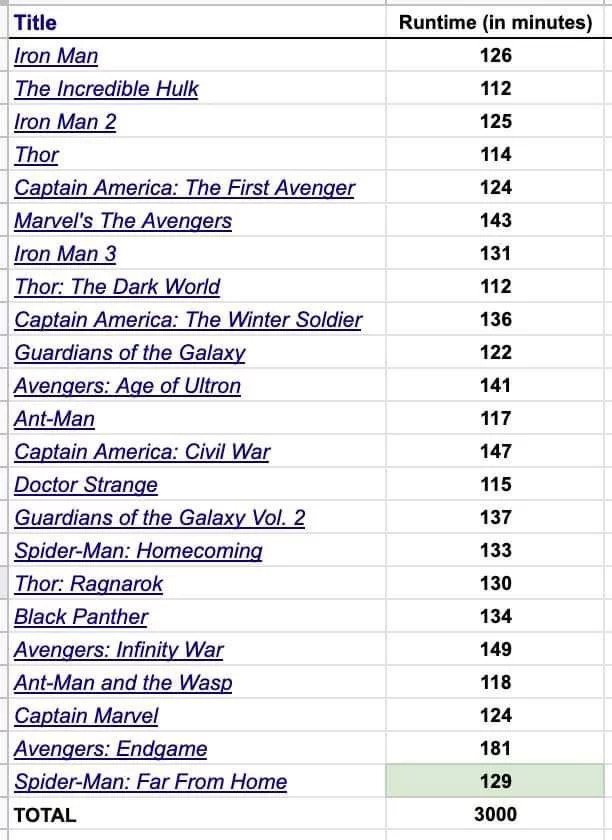 Title Runtime (in minutes)
Iron Man 126
The Incredible Hulk 112
Iron Man 2 125
Thor 114
Captain America: The First Avenger 124
Marvel's The Avengers 143
Iron Man 3 131
Thor: The Dark World 112
Captain America: The Winter Soldier 136
Guardians of the Galaxy 122
Avengers: Age of Ultron 141
Ant-Man 117
Captain America: Civil War 147
Doctor Strange 115
Guardians of the Galaxy Vol. 2 137
Spider-Man: Homecoming 133
Thor: Ragnarok 130
Black Panther 134
Avengers: Infinity War 149
Ant-Man and the Wasp 118
Captain Marvel 124
Avengers: Endgame 181
Spider-Man: Far From Home 129
TOTAL 3000